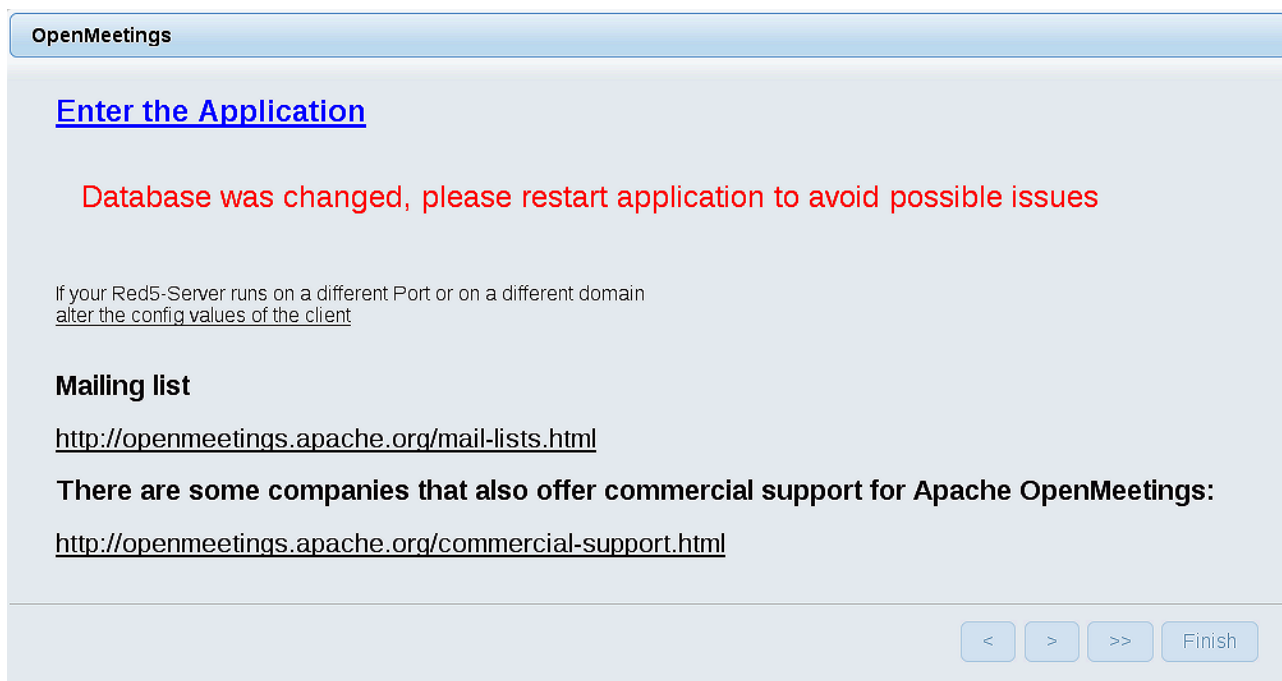 OpenMeetings
Enter the Application
Database was changed, please restart application to avoid possible issues
If your Red5-Server runs on a different Port or on a different domain
alter the config values of the client
Mailing list
http://openmeetings.apache.org/mail-lists.html
There are some companies that also offer commercial support for Apache OpenMeetings:
http://openmeetings.apache.org/commercial-support.html
< > >> Finish